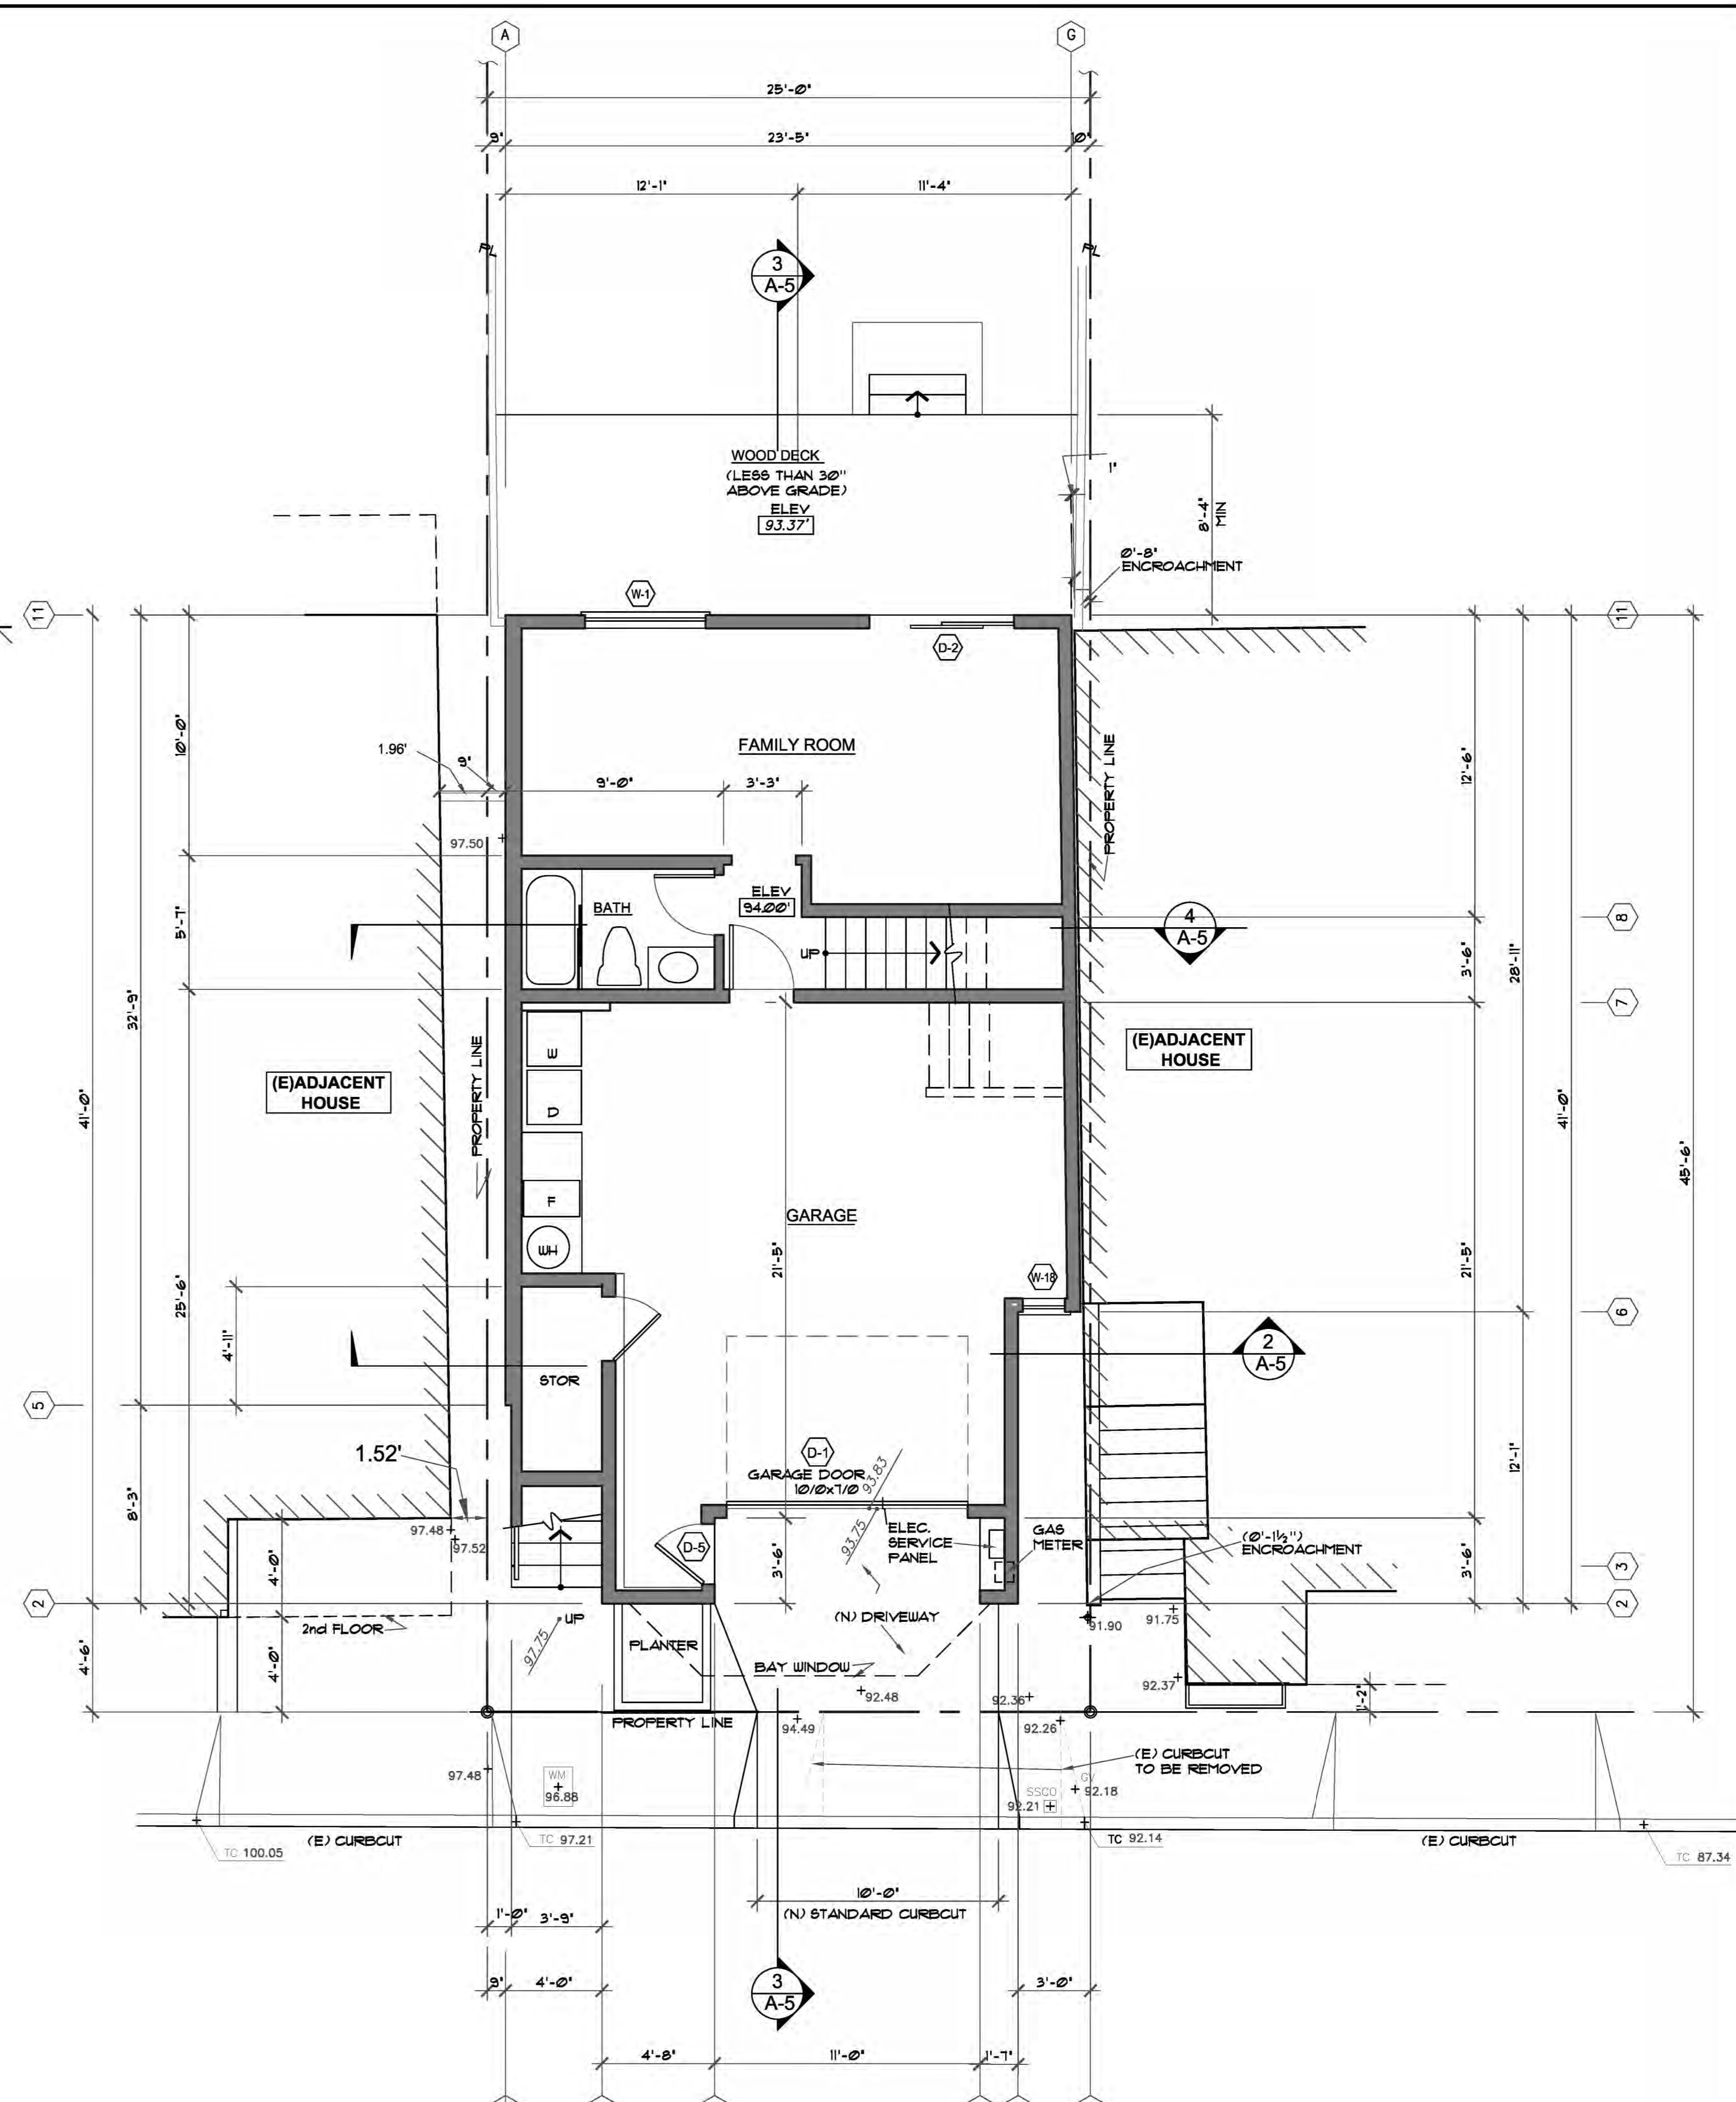 A
G
25'-0"
9"
23'-5"
10"
12'-1"
11'-4"
PL
PL
3
A-5
WOOD DECK
(LESS THAN 30"
ABOVE GRADE)
ELEV
93.37'
1"
8'-4"
MIN
0'-8"
ENCROACHMENT
11
W-1
D-2
11
10'-0"
1.96'
9"
FAMILY ROOM
9'-0"
3'-3"
PROPERTY LINE
12'-6"
97.50
5'-7"
BATH
ELEV
94.00'
UP
4
A-5
8
3'-6"
28'-11"
7
32'-9"
41'-0"
(E)ADJACENT
HOUSE
PROPERTY LINE
W
D
F
WH
GARAGE
21'-5"
(E)ADJACENT
HOUSE
41'-0"
45'-6"
25'-6"
21'-5"
W-18
6
4'-11"
2
A-5
STOR
5
1.52'
D-1
GARAGE DOOR
10/0x7/0
93.83
93.75
12'-1"
8'-3"
97.48
97.52
D-5
3'-6"
ELEC.
SERVICE
PANEL
GAS
METER
(0'-1½")
ENCROACHMENT
3'-6"
3
4'-0"
2
2
2nd FLOOR
UP
97.75
PLANTER
(N) DRIVEWAY
91.90
91.75
4'-6"
4'-0"
BAY WINDOW
92.48
92.36
92.37
1'-2"
PROPERTY LINE
94.49
92.26
(E) CURBCUT
TO BE REMOVED
97.48
WM
96.88
SSCO
92.21
GV
92.18
(E) CURBCUT
TC 100.05
TC 97.21
TC 92.14
(E) CURBCUT
TC 87.34
10'-0"
(N) STANDARD CURBCUT
1'-0"
3'-9"
9"
4'-0"
3
A-5
3'-0"
4'-8"
11'-0"
1'-7"